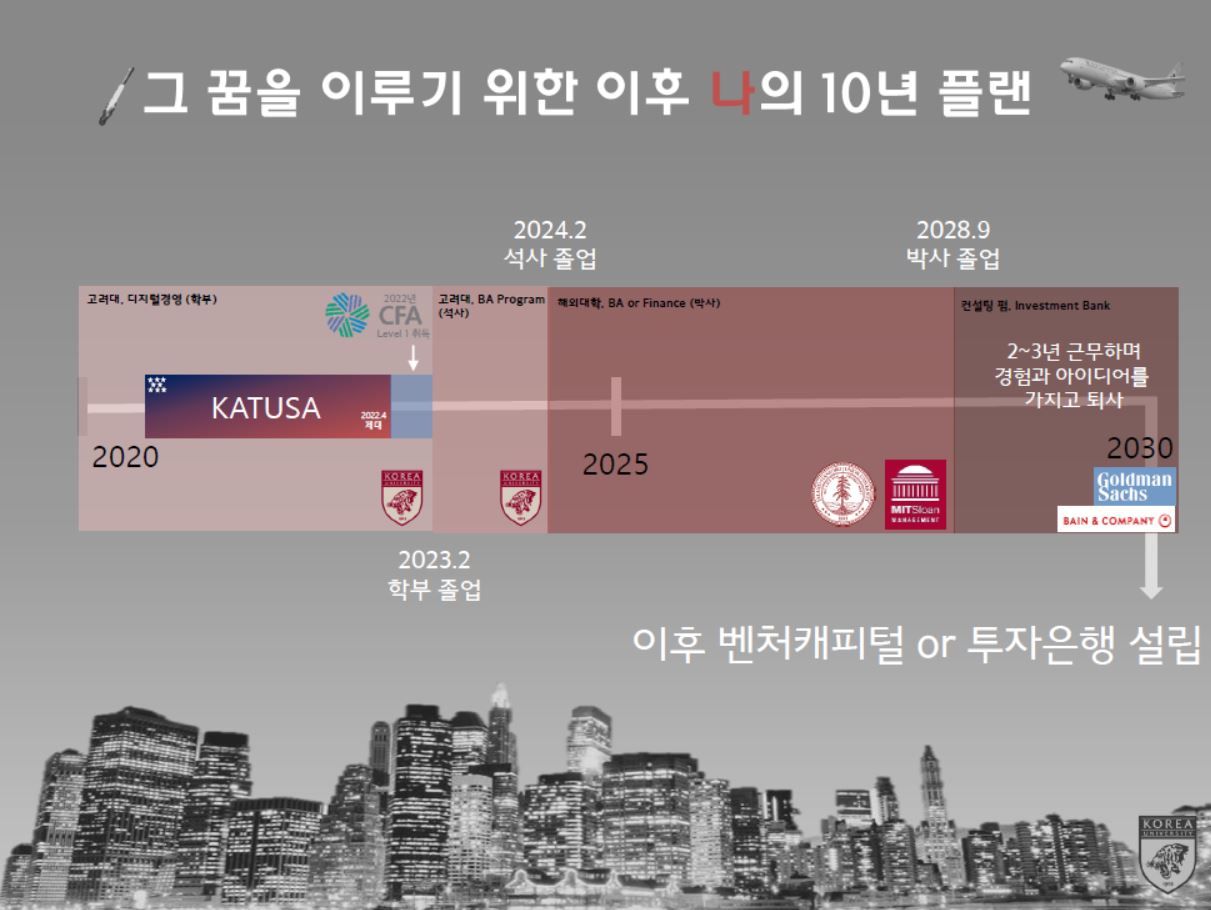 그 꿈을 이루기 위한 이후 나의 10년 플랜
2024.2
석사 졸업
2028.9
박사 졸업
고려대, 디지털경영 (학부)
2022년
CFA
Level 1 취득
고려대, BA Program
(석사)
해외대학, BA or Finance (박사)
컨설팅 펌, Investment Bank
2~3년 근무하며
경험과 아이디어를
가지고 퇴사
KATUSA
2022.4
제대
2020
2025
2030
KOREA
UNIVERSITY
KOREA
UNIVERSITY
MITSloan
MANAGEMENT
Goldman
Sachs
BAIN & COMPANY
2023.2
학부 졸업
이후 벤처캐피털 or 투자은행 설립
KOREA
UNIVERSITY